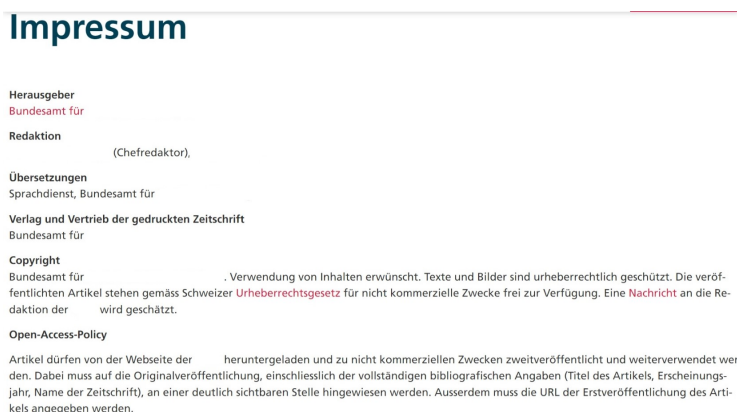 Impressum
Herausgeber
Bundesamt für
Redaktion
(Chefredaktor),
Übersetzungen
Sprachdienst, Bundesamt für
Verlag und Vertrieb der gedruckten Zeitschrift
Bundesamt für
Copyright
Bundesamt für . Verwendung von Inhalten erwünscht. Texte und Bilder sind urheberrechtlich geschützt. Die veröf-
fentlichten Artikel stehen gemäss Schweizer Urheberrechtsgesetz für nicht kommerzielle Zwecke frei zur Verfügung. Eine Nachricht an die Re-
daktion der wird geschätzt.
Open-Access-Policy
Artikel dürfen von der Webseite der heruntergeladen und zu nicht kommerziellen Zwecken zweitveröffentlicht und weiterverwendet wer
den. Dabei muss auf die Originalveröffentlichung, einschliesslich der vollständigen bibliografischen Angaben (Titel des Artikels, Erscheinungs-
jahr, Name der Zeitschrift), an einer deutlich sichtbaren Stelle hingewiesen werden. Ausserdem muss die URL der Erstveröffentlichung des Arti-
kels angegeben werden.